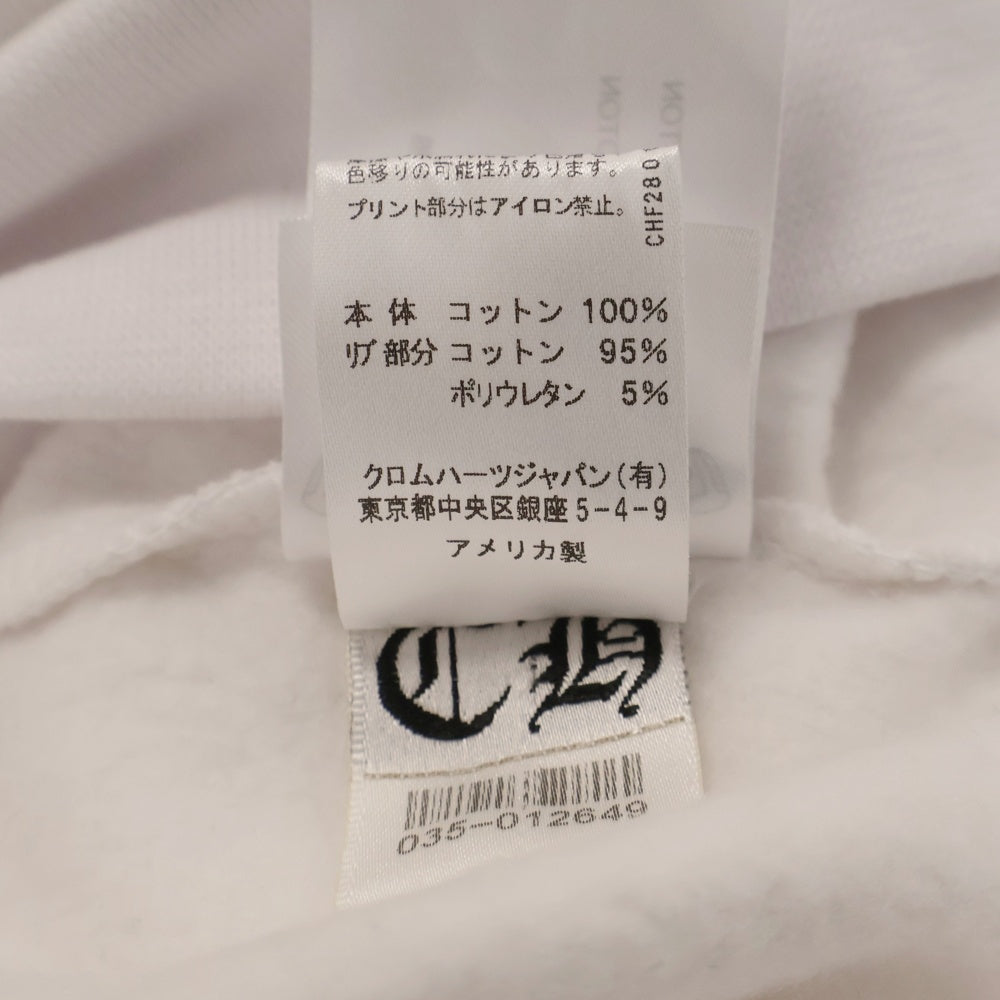 色移りの可能性があります。
プリント部分はアイロン禁止。
CHF280
本体 コットン 100%
リブ部分 コットン 95%
ポリウレタン 5%
クロムハーツジャパン(有)
東京都中央区銀座5-4-9
アメリカ製
CH
035-012649
NOT
NOT